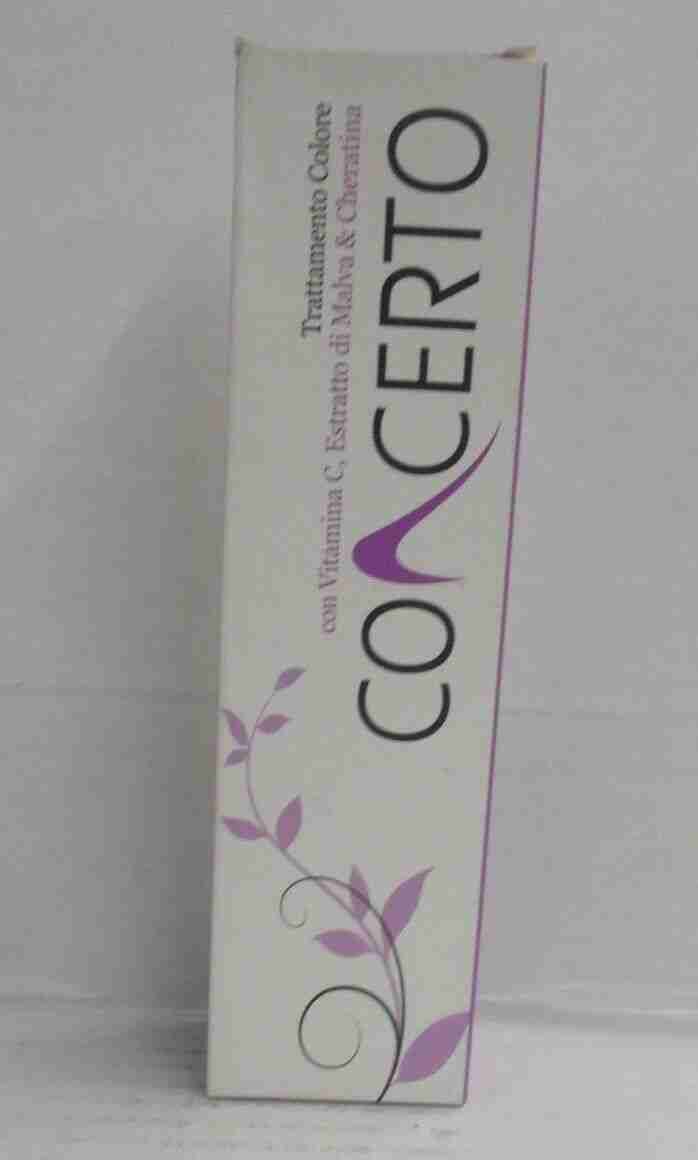 Trattamento Colore
con Vitamina C, Estratto di Malva & Cheratina
CONCERTO